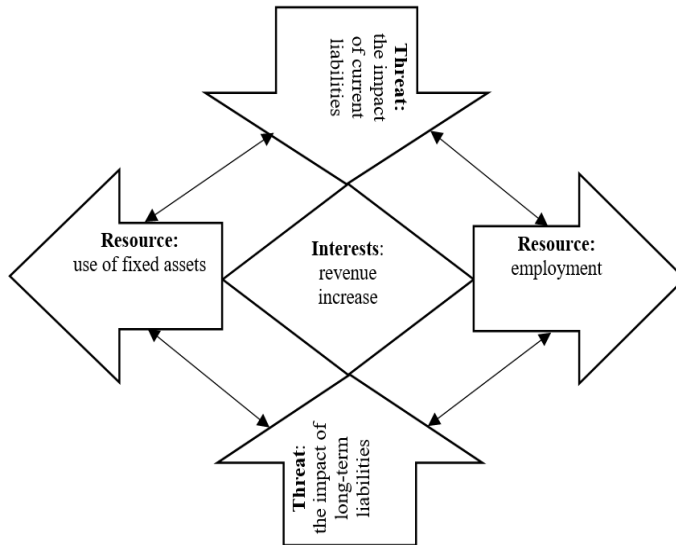 Threat:
the impact
of current
liabilities
Resource:
use of fixed assets
Interests:
revenue
increase
Resource:
employment
Threat:
the impact of
long-term
liabilities